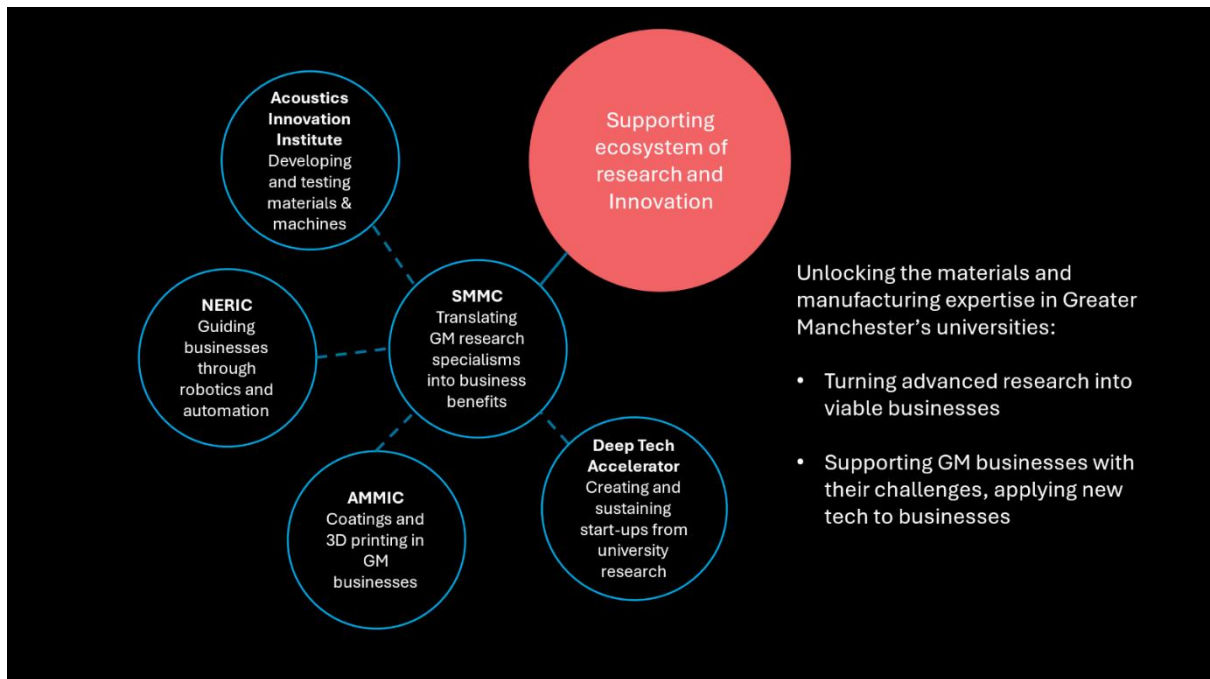 Acoustics
Innovation
Institute
Developing
and testing
materials &
machines
Supporting
ecosystem of
research and
Innovation
NERIC
Guiding
businesses
through
robotics and
automation
SMMC
Translating
GM research
specialisms
into business
benefits
AMMIC
Coatings and
3D printing in
GM
businesses
Deep Tech
Accelerator
Creating and
sustaining
start-ups from
university
research
Unlocking the materials and
manufacturing expertise in Greater
Manchester's universities:
• Turning advanced research into
viable businesses
• Supporting GM businesses with
their challenges, applying new
tech to businesses